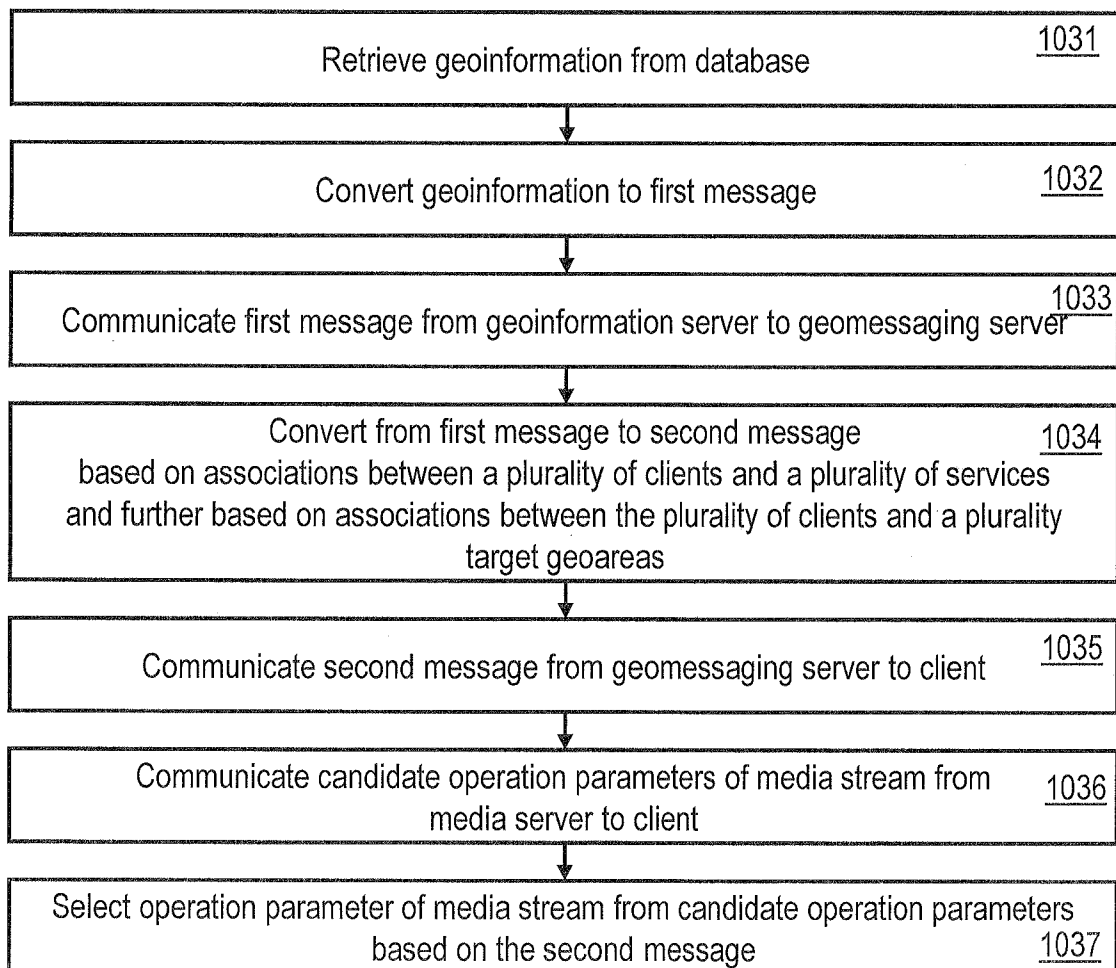 1031
Retrieve geoinformation from database
1032
Convert geoinformation to first message
1033
Communicate first message from geoinformation server to geomessaging server
Convert from first message to second message
1034
based on associations between a plurality of clients and a plurality of services
and further based on associations between the plurality of clients and a plurality
target geoareas
1035
Communicate second message from geomessaging server to client
Communicate candidate operation parameters of media stream from
1036
media server to client
Select operation parameter of media stream from candidate operation parameters
based on the second message
1037